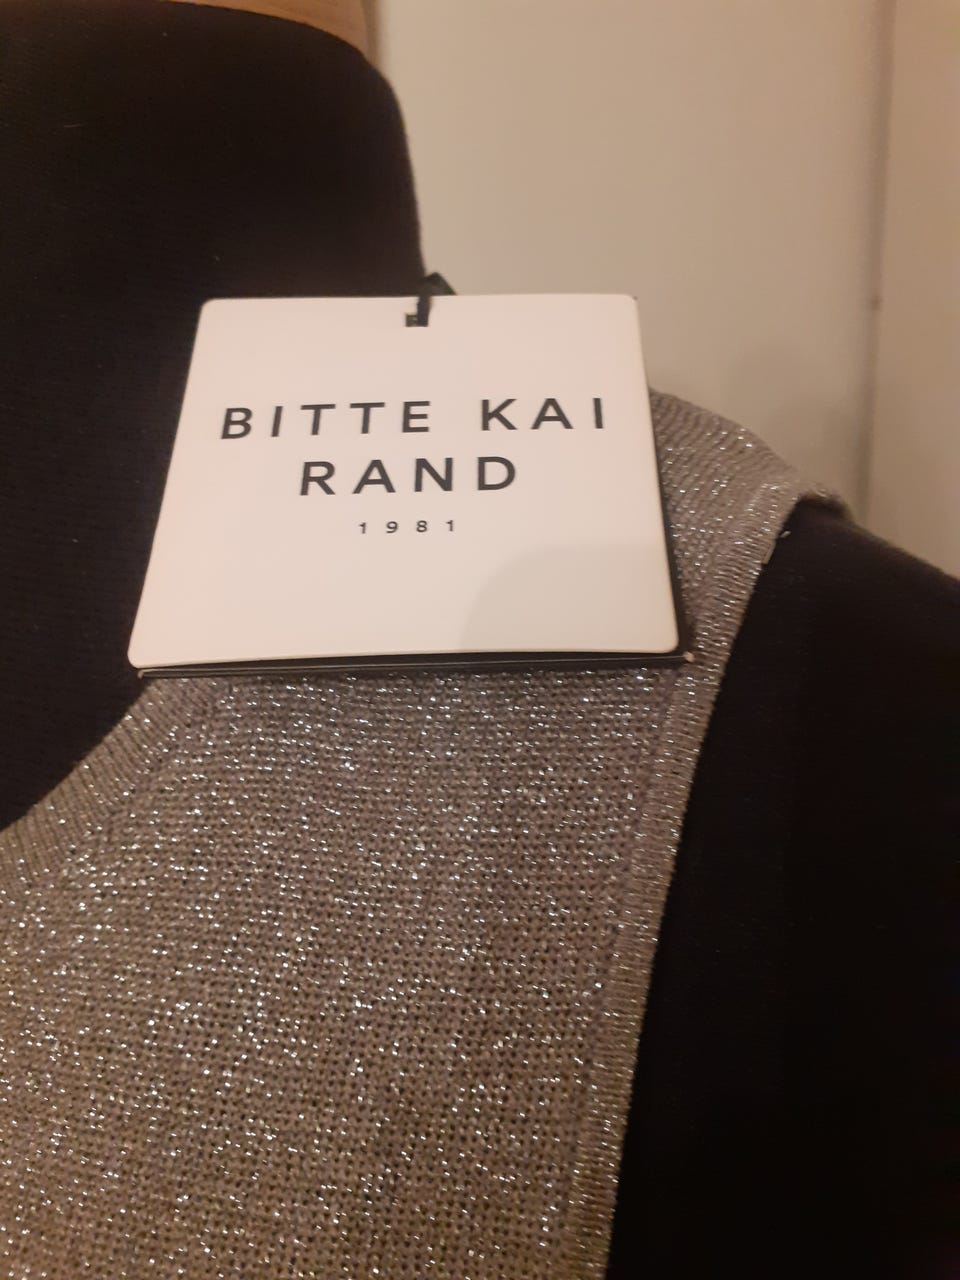 BITTE KAI
RAND
1981